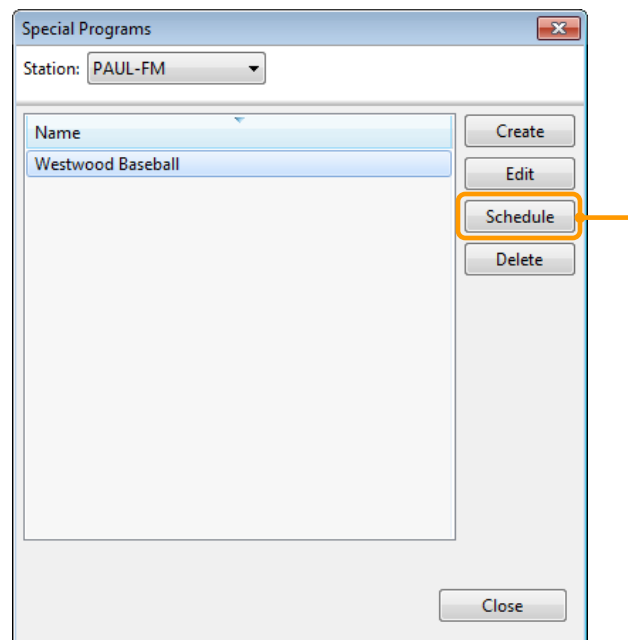 Special Programs
Station: PAUL-FM
Name
Westwood Baseball
Create
Edit
Schedule
Delete
Close